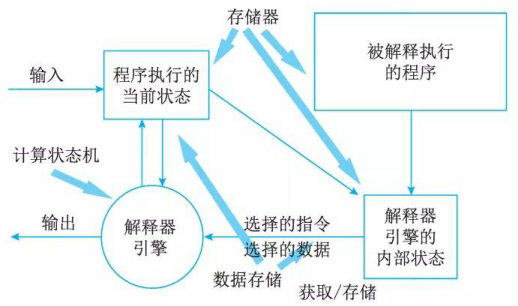 存储器
输入
程序执行的
当前状态
被解释执行
的程序
计算状态机
输出
解释器
引擎
选择的指令
选择的数据
解释器
引擎的
内部状态
数据存储
获取/存储